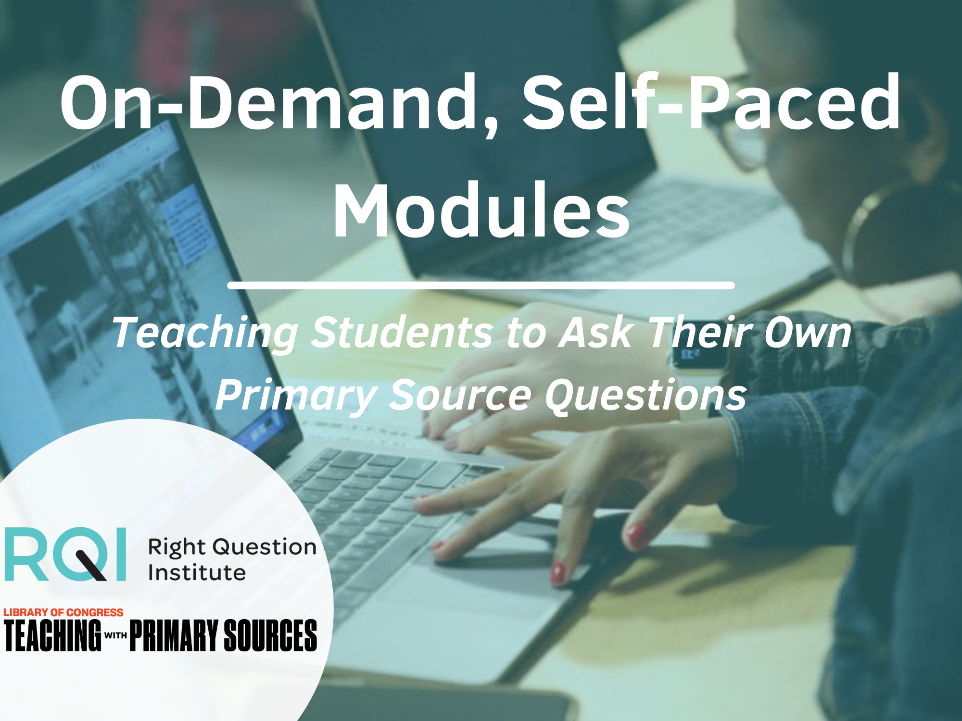 On-Demand, Self-Paced
Modules
Teaching Students to Ask Their Own
Primary Source Questions
RQI
Right Question
Institute
LIBRARY OF CONGRESS
TEACHING WITH PRIMARY SOURCES